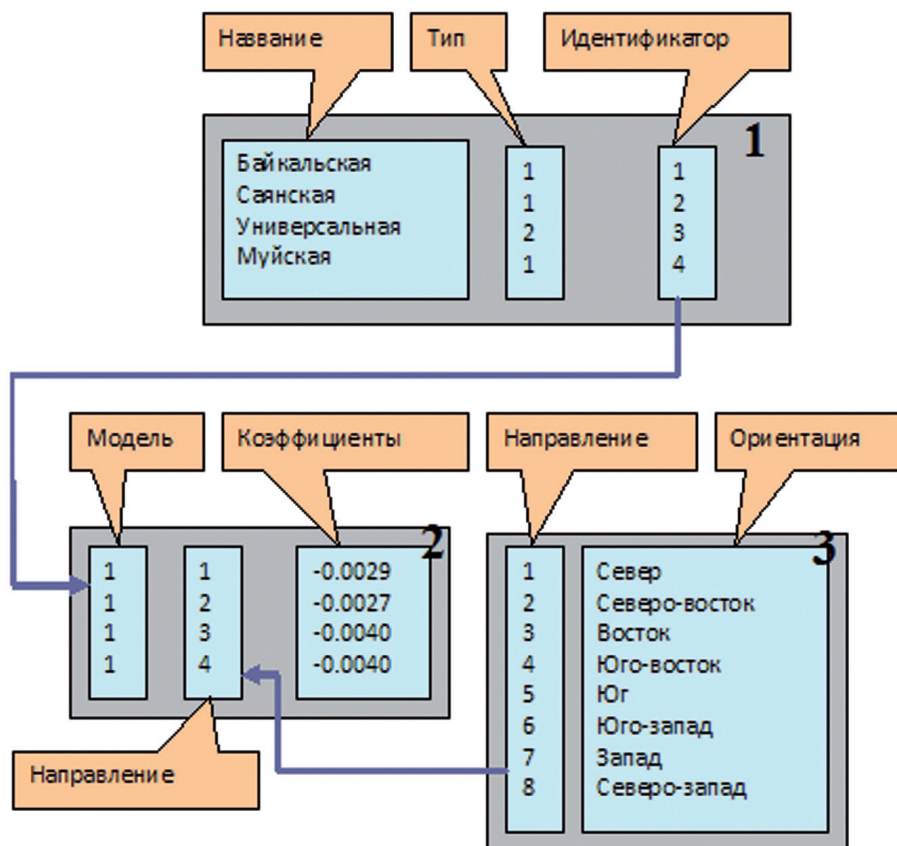 Название Тип Идентификатор
1
Байкальская 1 1
Саянская 1 2
Универсальная 2 3
Муйская 1 4
Модель Коэффициенты Направление Ориентация
2
1 1 -0.0029
1 2 -0.0027
1 3 -0.0040
1 4 -0.0040
Направление
3
1 Север
2 Северо-восток
3 Восток
4 Юго-восток
5 Юг
6 Юго-запад
7 Запад
8 Северо-запад